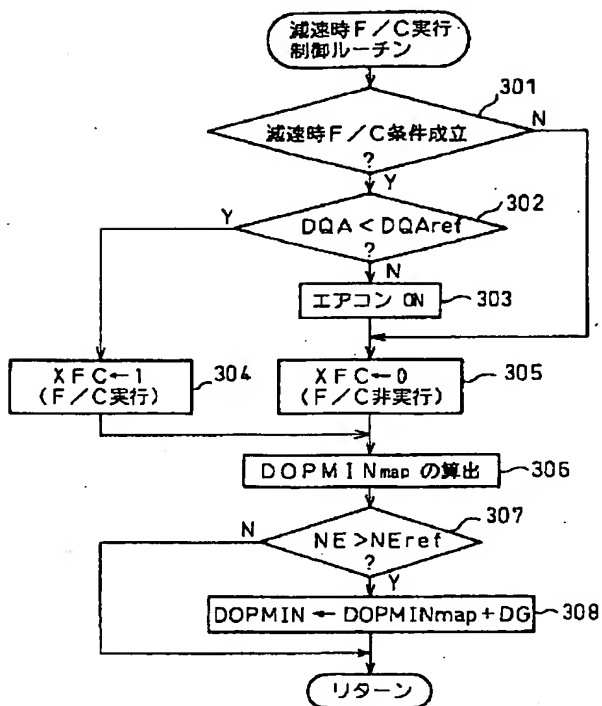 減速時F/C実行
制御ルーチン
301
減速時F/C条件成立
?
N
Y
302
DQA<DQAref
?
Y
N
エアコン ON
303
XFC←1
(F/C実行)
304
XFC←0
(F/C非実行)
305
DOPMINmap の算出
306
307
NE>NEref
?
N
Y
DOPMIN ← DOPMINmap+DG
308
リターン